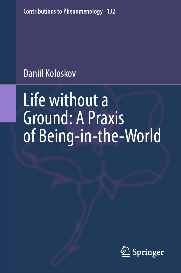 Contributions to Phenomenology 132
Daniil Koloskov
Life without a
Ground: A Praxis
of Being-in-the-World
Springer